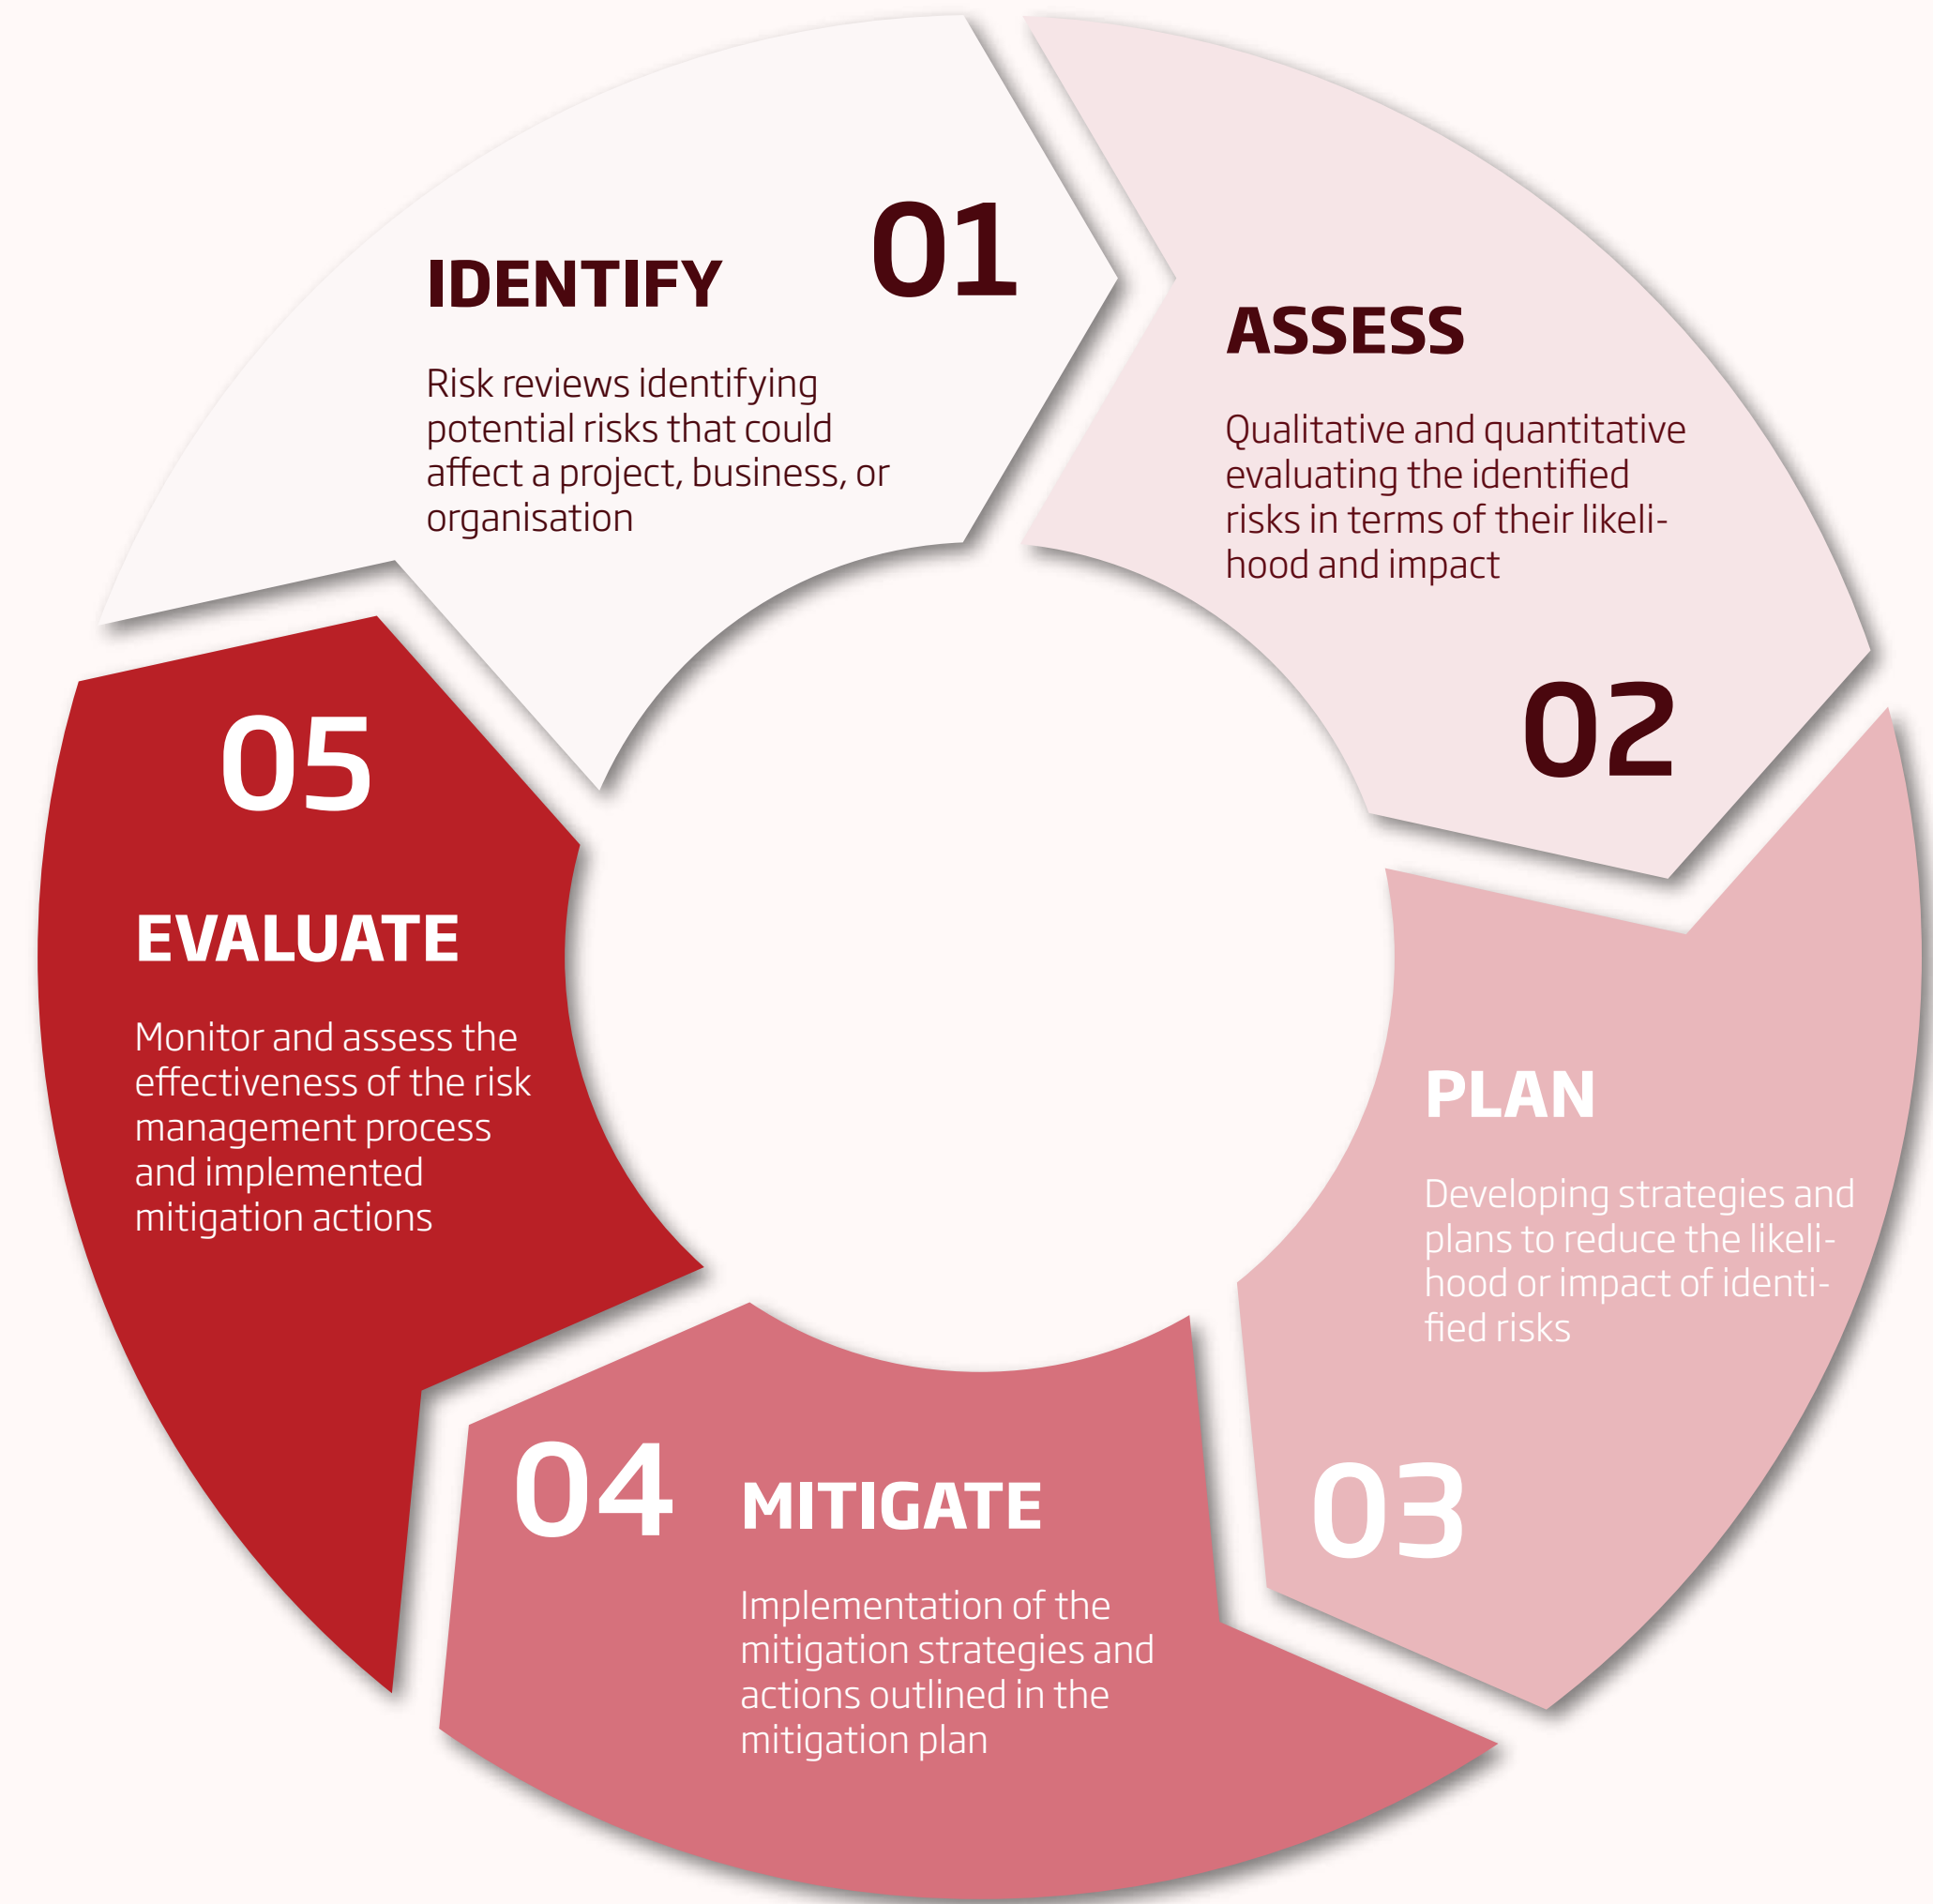 01
IDENTIFY
Risk reviews identifying
potential risks that could
affect a project, business, or
organisation
ASSESS
Qualitative and quantitative
evaluating the identified
risks in terms of their likeli-
hood and impact
02
PLAN
Developing strategies and
plans to reduce the likeli-
hood or impact of identi-
fied risks
03
04
MITIGATE
Implementation of the
mitigation strategies and
actions outlined in the
mitigation plan
05
EVALUATE
Monitor and assess the
effectiveness of the risk
management process
and implemented
mitigation actions